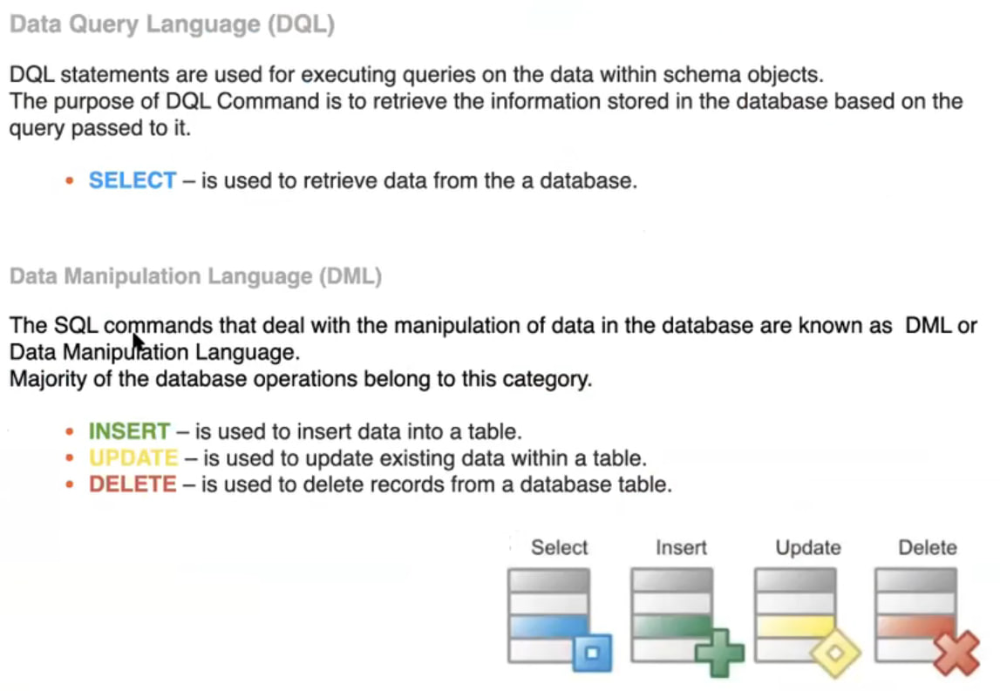 Data Query Language (DQL)
DQL statements are used for executing queries on the data within schema objects.
The purpose of DQL Command is to retrieve the information stored in the database based on the
query passed to it.
• SELECT – is used to retrieve data from the a database.
Data Manipulation Language (DML)
The SQL commands that deal with the manipulation of data in the database are known as  DML or
Data Manipulation Language.
Majority of the database operations belong to this category.
• INSERT – is used to insert data into a table.
• UPDATE – is used to update existing data within a table.
• DELETE – is used to delete records from a database table.
Select Insert Update Delete